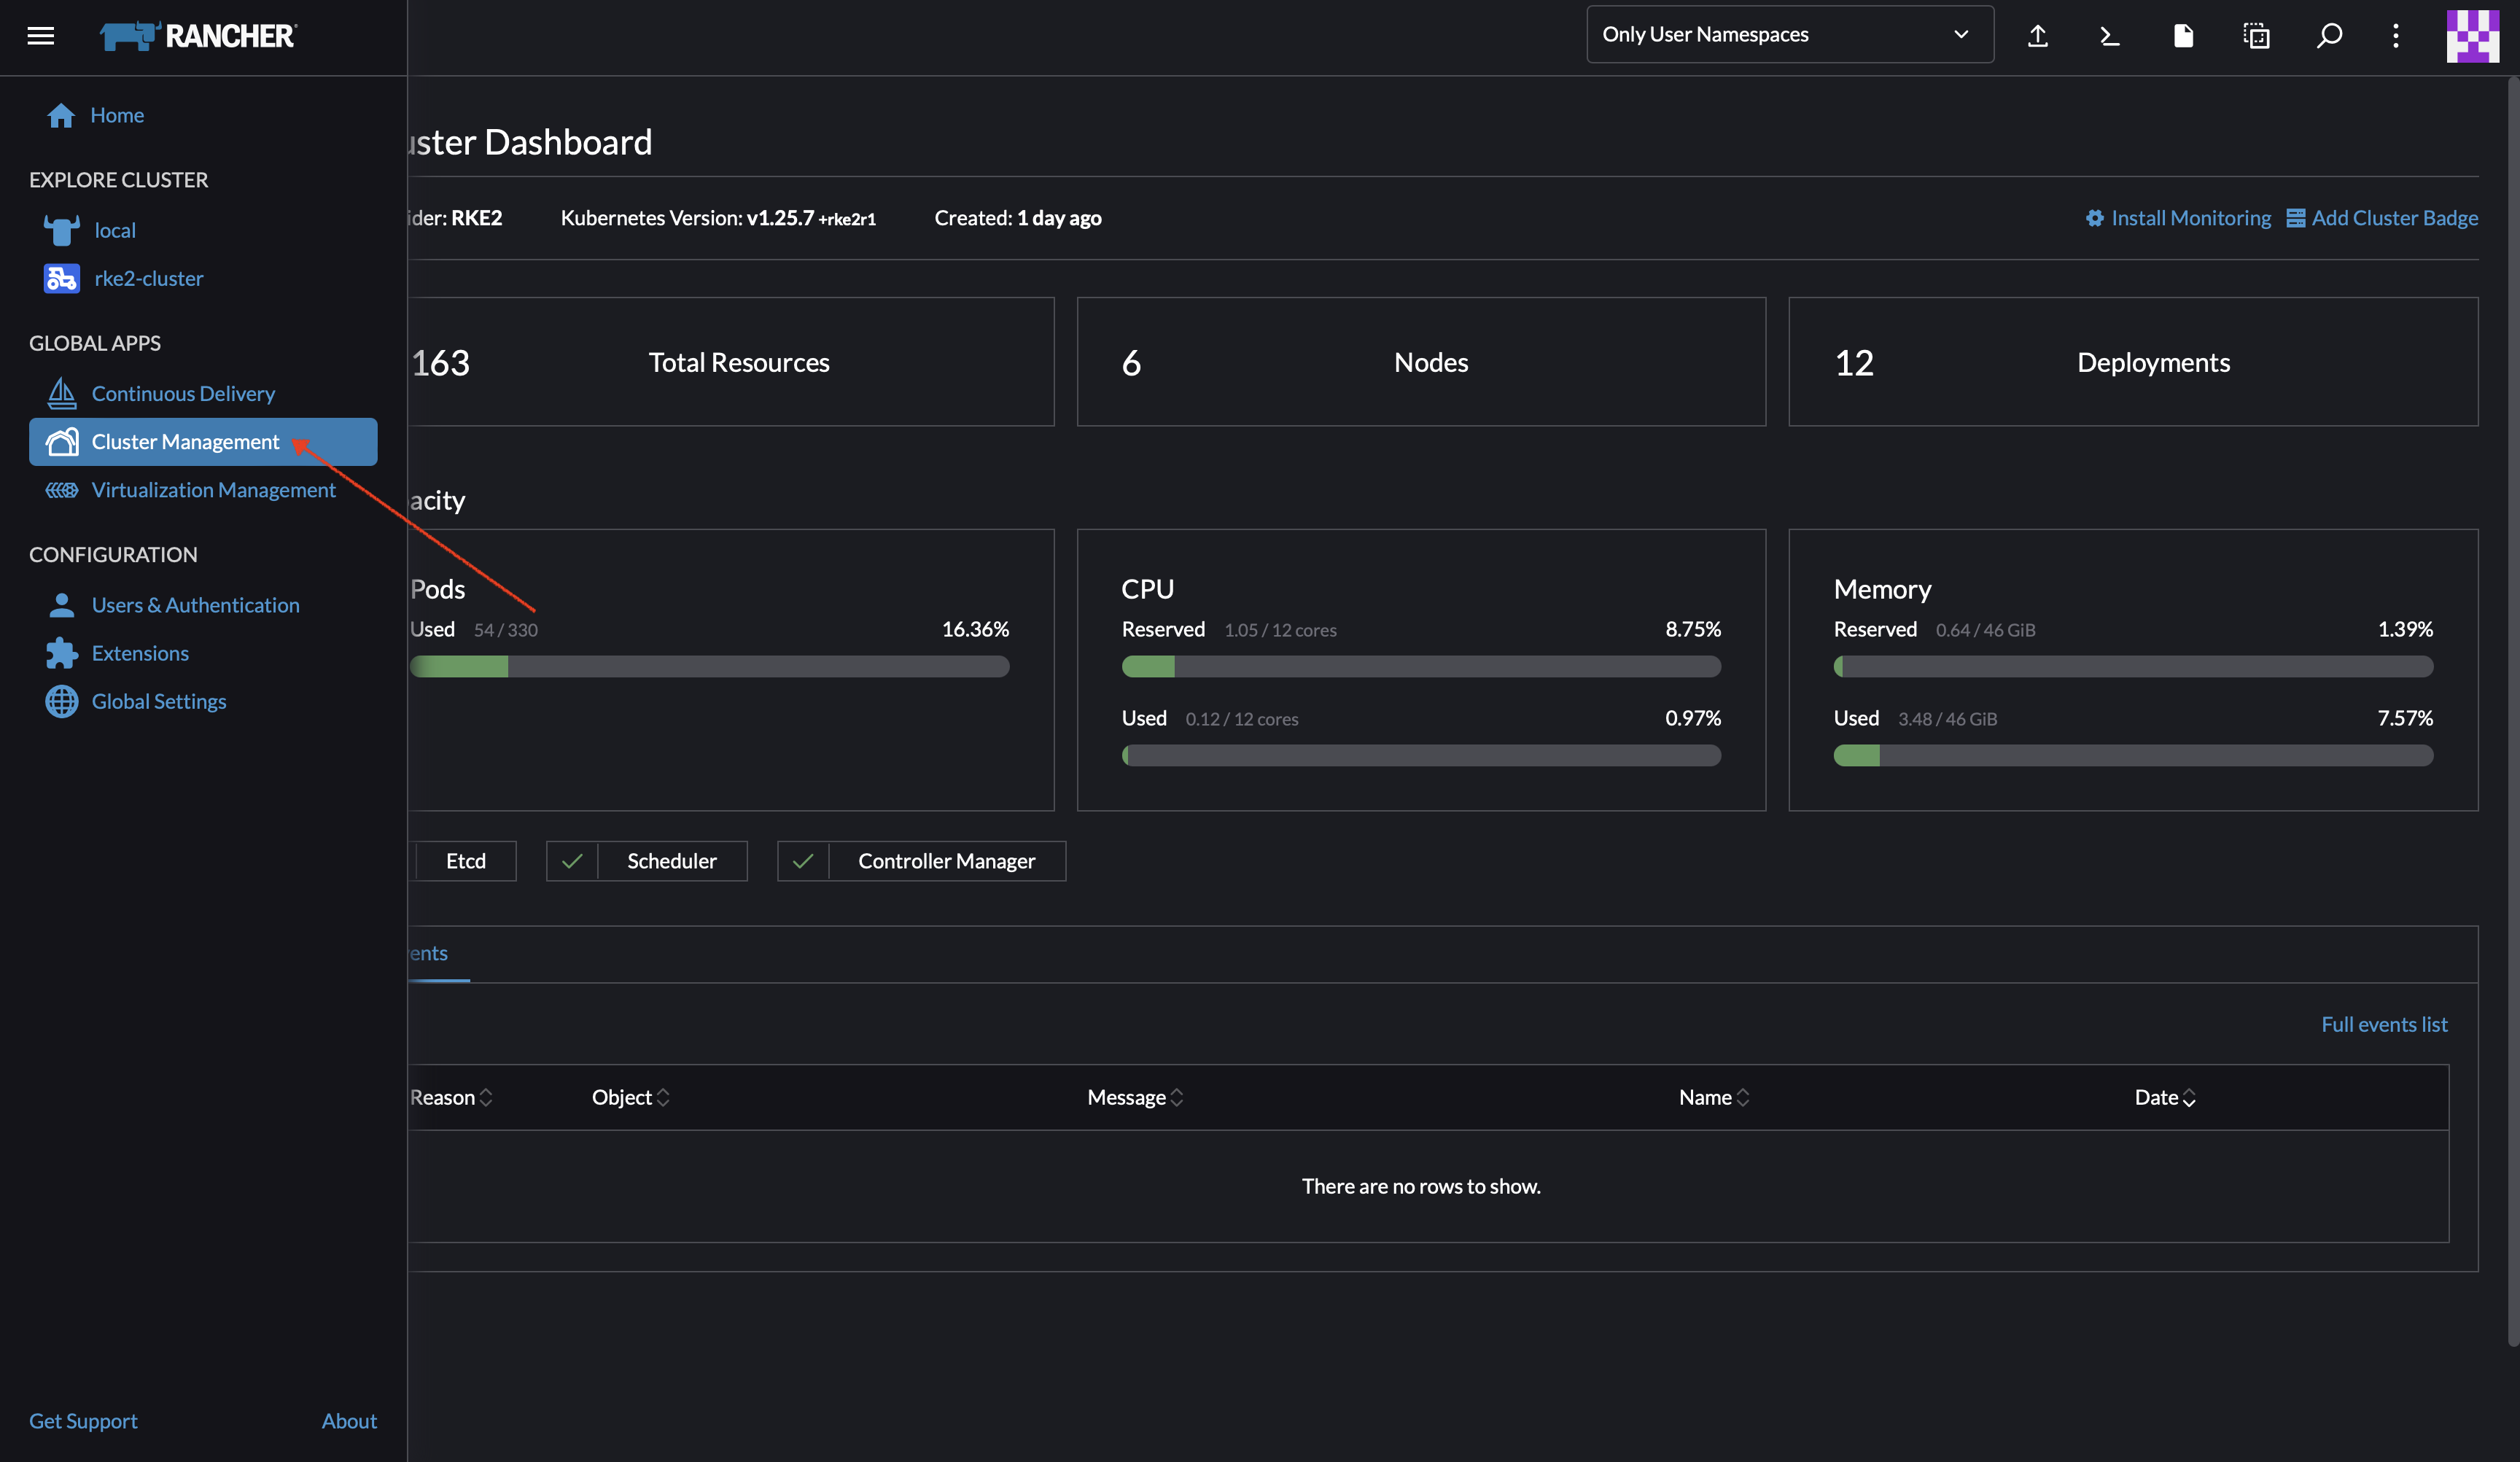 RANCHER
Only User Namespaces
Home
EXPLORE CLUSTER
local
rke2-cluster
GLOBAL APPS
Continuous Delivery
Cluster Management
Virtualization Management
CONFIGURATION
Users & Authentication
Extensions
Global Settings
Get Support
About
uster Dashboard
ider: RKE2
Kubernetes Version: v1.25.7 +rke2r1
Created: 1 day ago
Install Monitoring
Add Cluster Badge
163 Total Resources
6 Nodes
12 Deployments
acity
Pods
Used 54 / 330 16.36%
CPU
Reserved 1.05 / 12 cores 8.75%
Used 0.12 / 12 cores 0.97%
Memory
Reserved 0.64 / 46 GiB 1.39%
Used 3.48 / 46 GiB 7.57%
Etcd
Scheduler
Controller Manager
ents
Full events list
Reason Object Message Name Date
There are no rows to show.